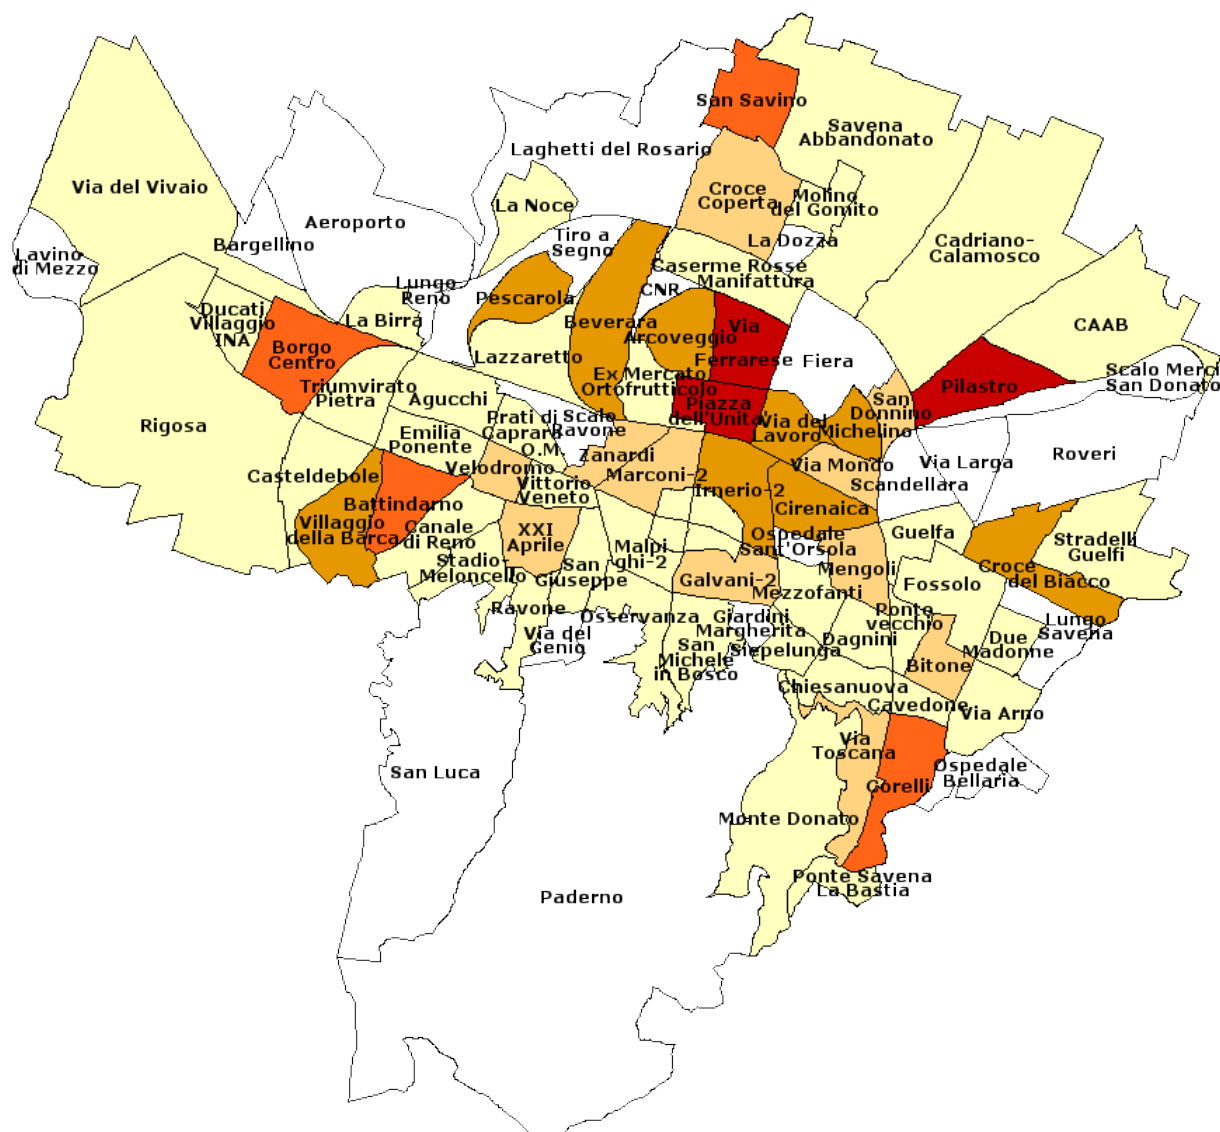 San Savino
Savena
Abbandonato
Laghetti del Rosario
Via del Vivaio
Croce
Coperta
Molino
del Gomito
La Noce
Aeroporto
Bargellino
Tiro a
Segno
La Dozza
Cadriano-
Calamosco
Lavino
di Mezzo
Caserme Rosse
Manifattura
Lungo
Reno
CNR
Pescarola
Ducati
Villaggio
INA
La Birra
Beverara
Arcoveggio
Via
Ferrarese
Fiera
CAAB
Borgo
Centro
Lazzaretto
Scalo Merci
San Donato
Ex Mercato
Ortofrutticolo
Pilastro
Triumvirato
Pietra
Agucchi
Piazza
dell'Unita'
San
Donnino
Rigosa
Prati di
Caprara
Scalo
Ravone
Via del
Lavoro
Michelino
Emilia
Ponente
O.M.
Zanardi
Via Larga
Roveri
Casteldebole
Velodromo
Marconi-2
Via Mondo
Scandellara
Vittorio
Veneto
Irnerio-2
Battindarno
Cirenaica
Villaggio
della Barca
Canale
di Reno
XXI
Aprile
Ospedale
Sant'Orsola
Guelfa
Stradelli
Guelfi
Malpi
ghi-2
Stadio-
Meloncello
San
Giuseppe
Galvani-2
Mengoli
Croce
del Biacco
Mezzofanti
Fossolo
Ravone
Osservanza
Giardini
Margherita
Ponte
vecchio
Lungo
Savena
Via del
Genio
Dagnini
Due
Madonne
San
Michele
in Bosco
Siepelunga
Bitone
Chiesanuova
Cavedone
Via Arno
Via
Toscana
San Luca
Ospedale
Bellaria
Corelli
Monte Donato
Ponte Savena
La Bastia
Paderno